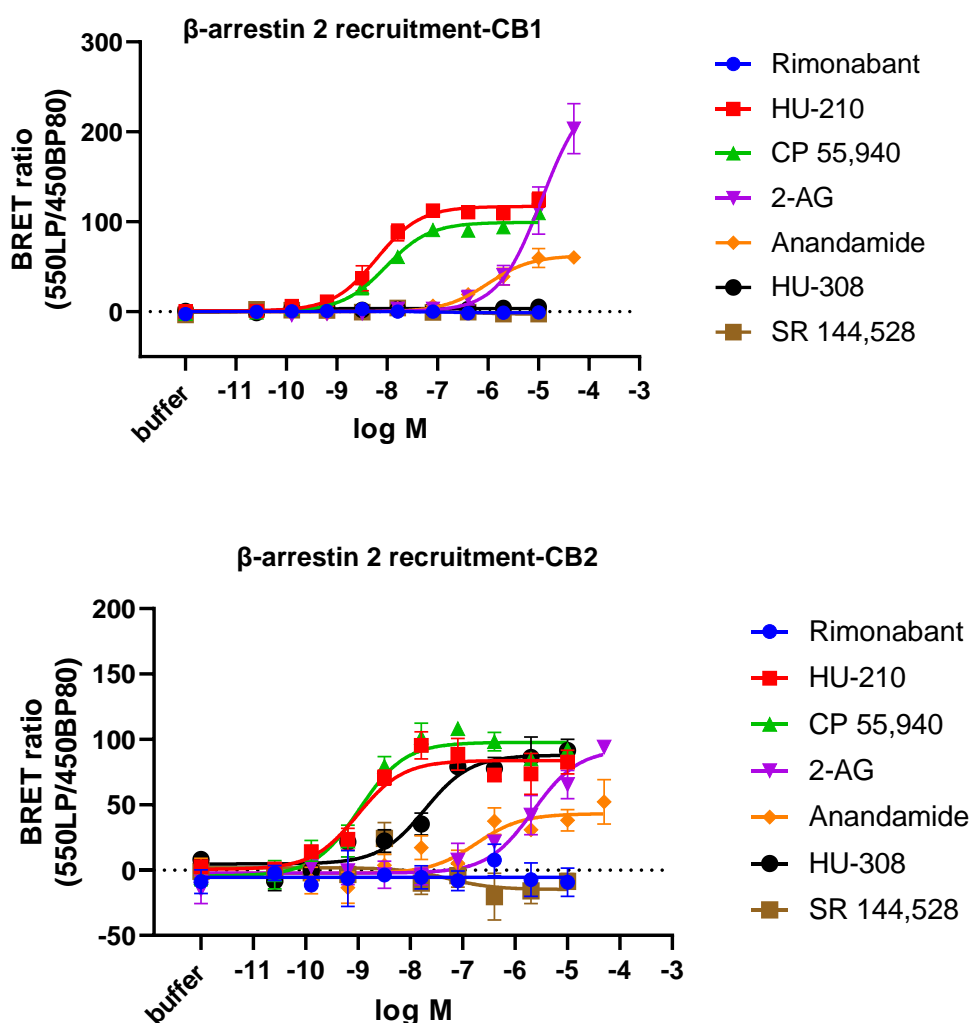 β-arrestin 2 recruitment-CB1
BRET ratio
(550LP/450BP80)
300
200
100
0
buffer
-11
-10
-9
-8
-7
-6
-5
-4
-3
log M
Rimonabant
HU-210
CP 55,940
2-AG
Anandamide
HU-308
SR 144,528
β-arrestin 2 recruitment-CB2
BRET ratio
(550LP/450BP80)
200
150
100
50
0
-50
buffer
-11
-10
-9
-8
-7
-6
-5
-4
-3
log M
Rimonabant
HU-210
CP 55,940
2-AG
Anandamide
HU-308
SR 144,528